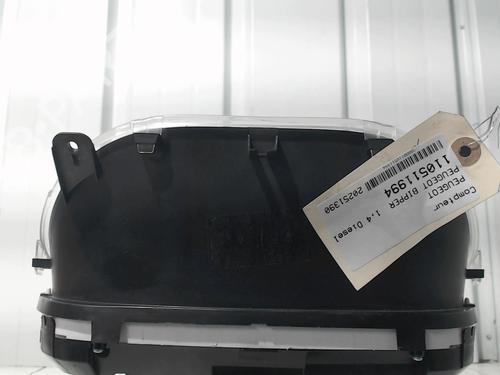 Compteur
PEUGEOT
PEUGEOT BIPPER 1.4 Diesel
110511994
20251390